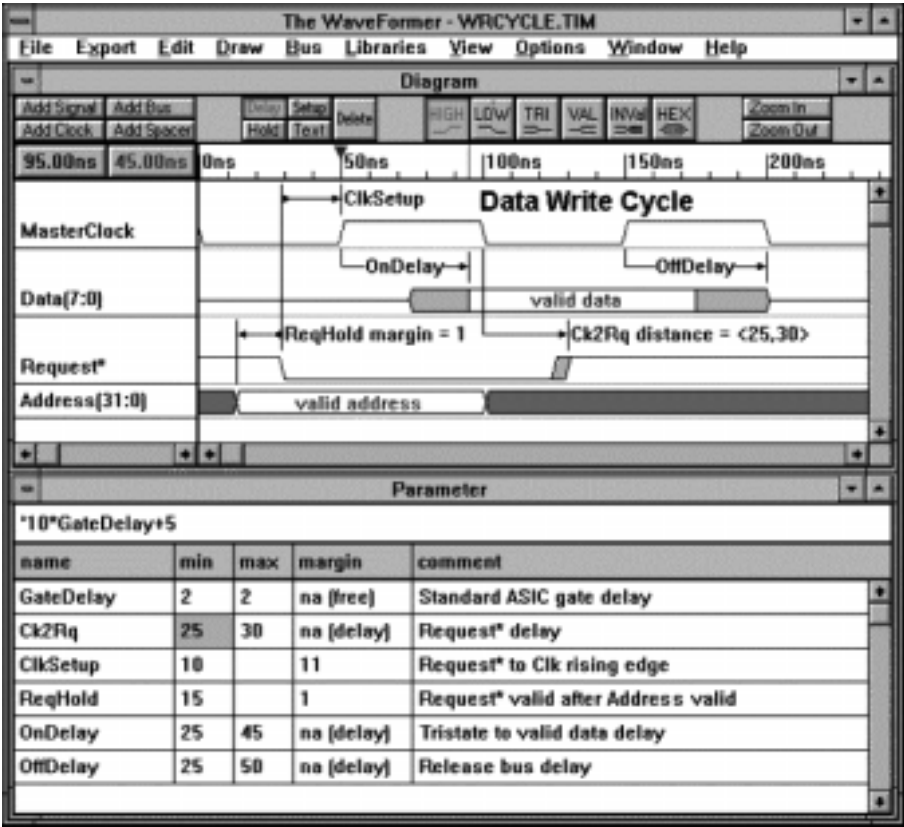 The WaveFormer - WRCYCLE.TIM
File Export Edit Draw Bus Libraries View Options Window Help
Diagram
Add Signal Add Bus Delay Setup Delete HIGH LOW TRI VAL INVal HEX Zoom In
Add Clock Add Spacer Hold Text Zoom Out
95.00ns 45.00ns 0ns 50ns 100ns 150ns 200ns
ClkSetup Data Write Cycle
MasterClock
OnDelay OffDelay
Data(7:0) valid data
ReqHold margin = 1 Ck2Rq distance = <25,30>
Request*
Address(31:0) valid address
Parameter
"10*GateDelay+5
name min max margin comment
GateDelay 2 2 na (free) Standard ASIC gate delay
Ck2Rq 25 30 na (delay) Request* delay
ClkSetup 10 11 Request* to Clk rising edge
ReqHold 15 1 Request* valid after Address valid
OnDelay 25 45 na (delay) Tristate to valid data delay
OffDelay 25 50 na (delay) Release bus delay